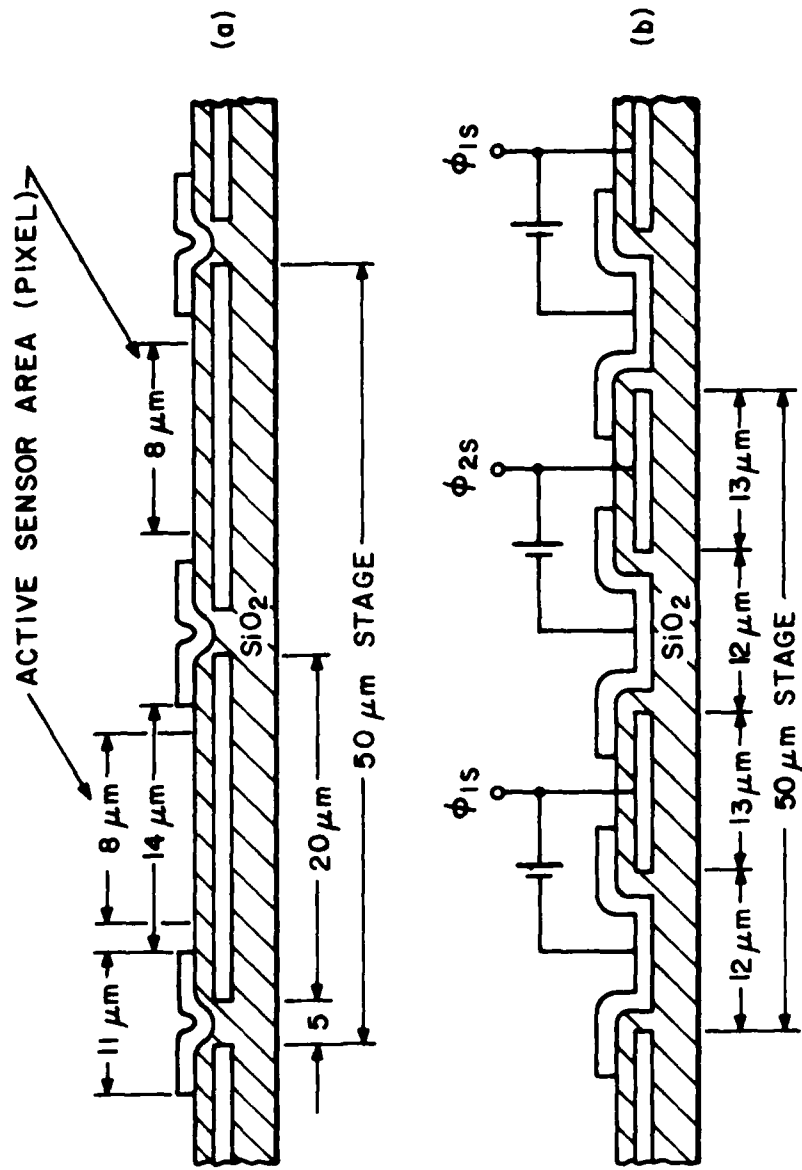 ACTIVE SENSOR AREA (PIXEL)
8 μm
8 μm
11 μm
14 μm
5
20 μm
50 μm STAGE
SiO2
(a)
ϕ1S
ϕ2S
ϕ1S
SiO2
12 μm
13 μm
12 μm
13 μm
50 μm STAGE
(b)